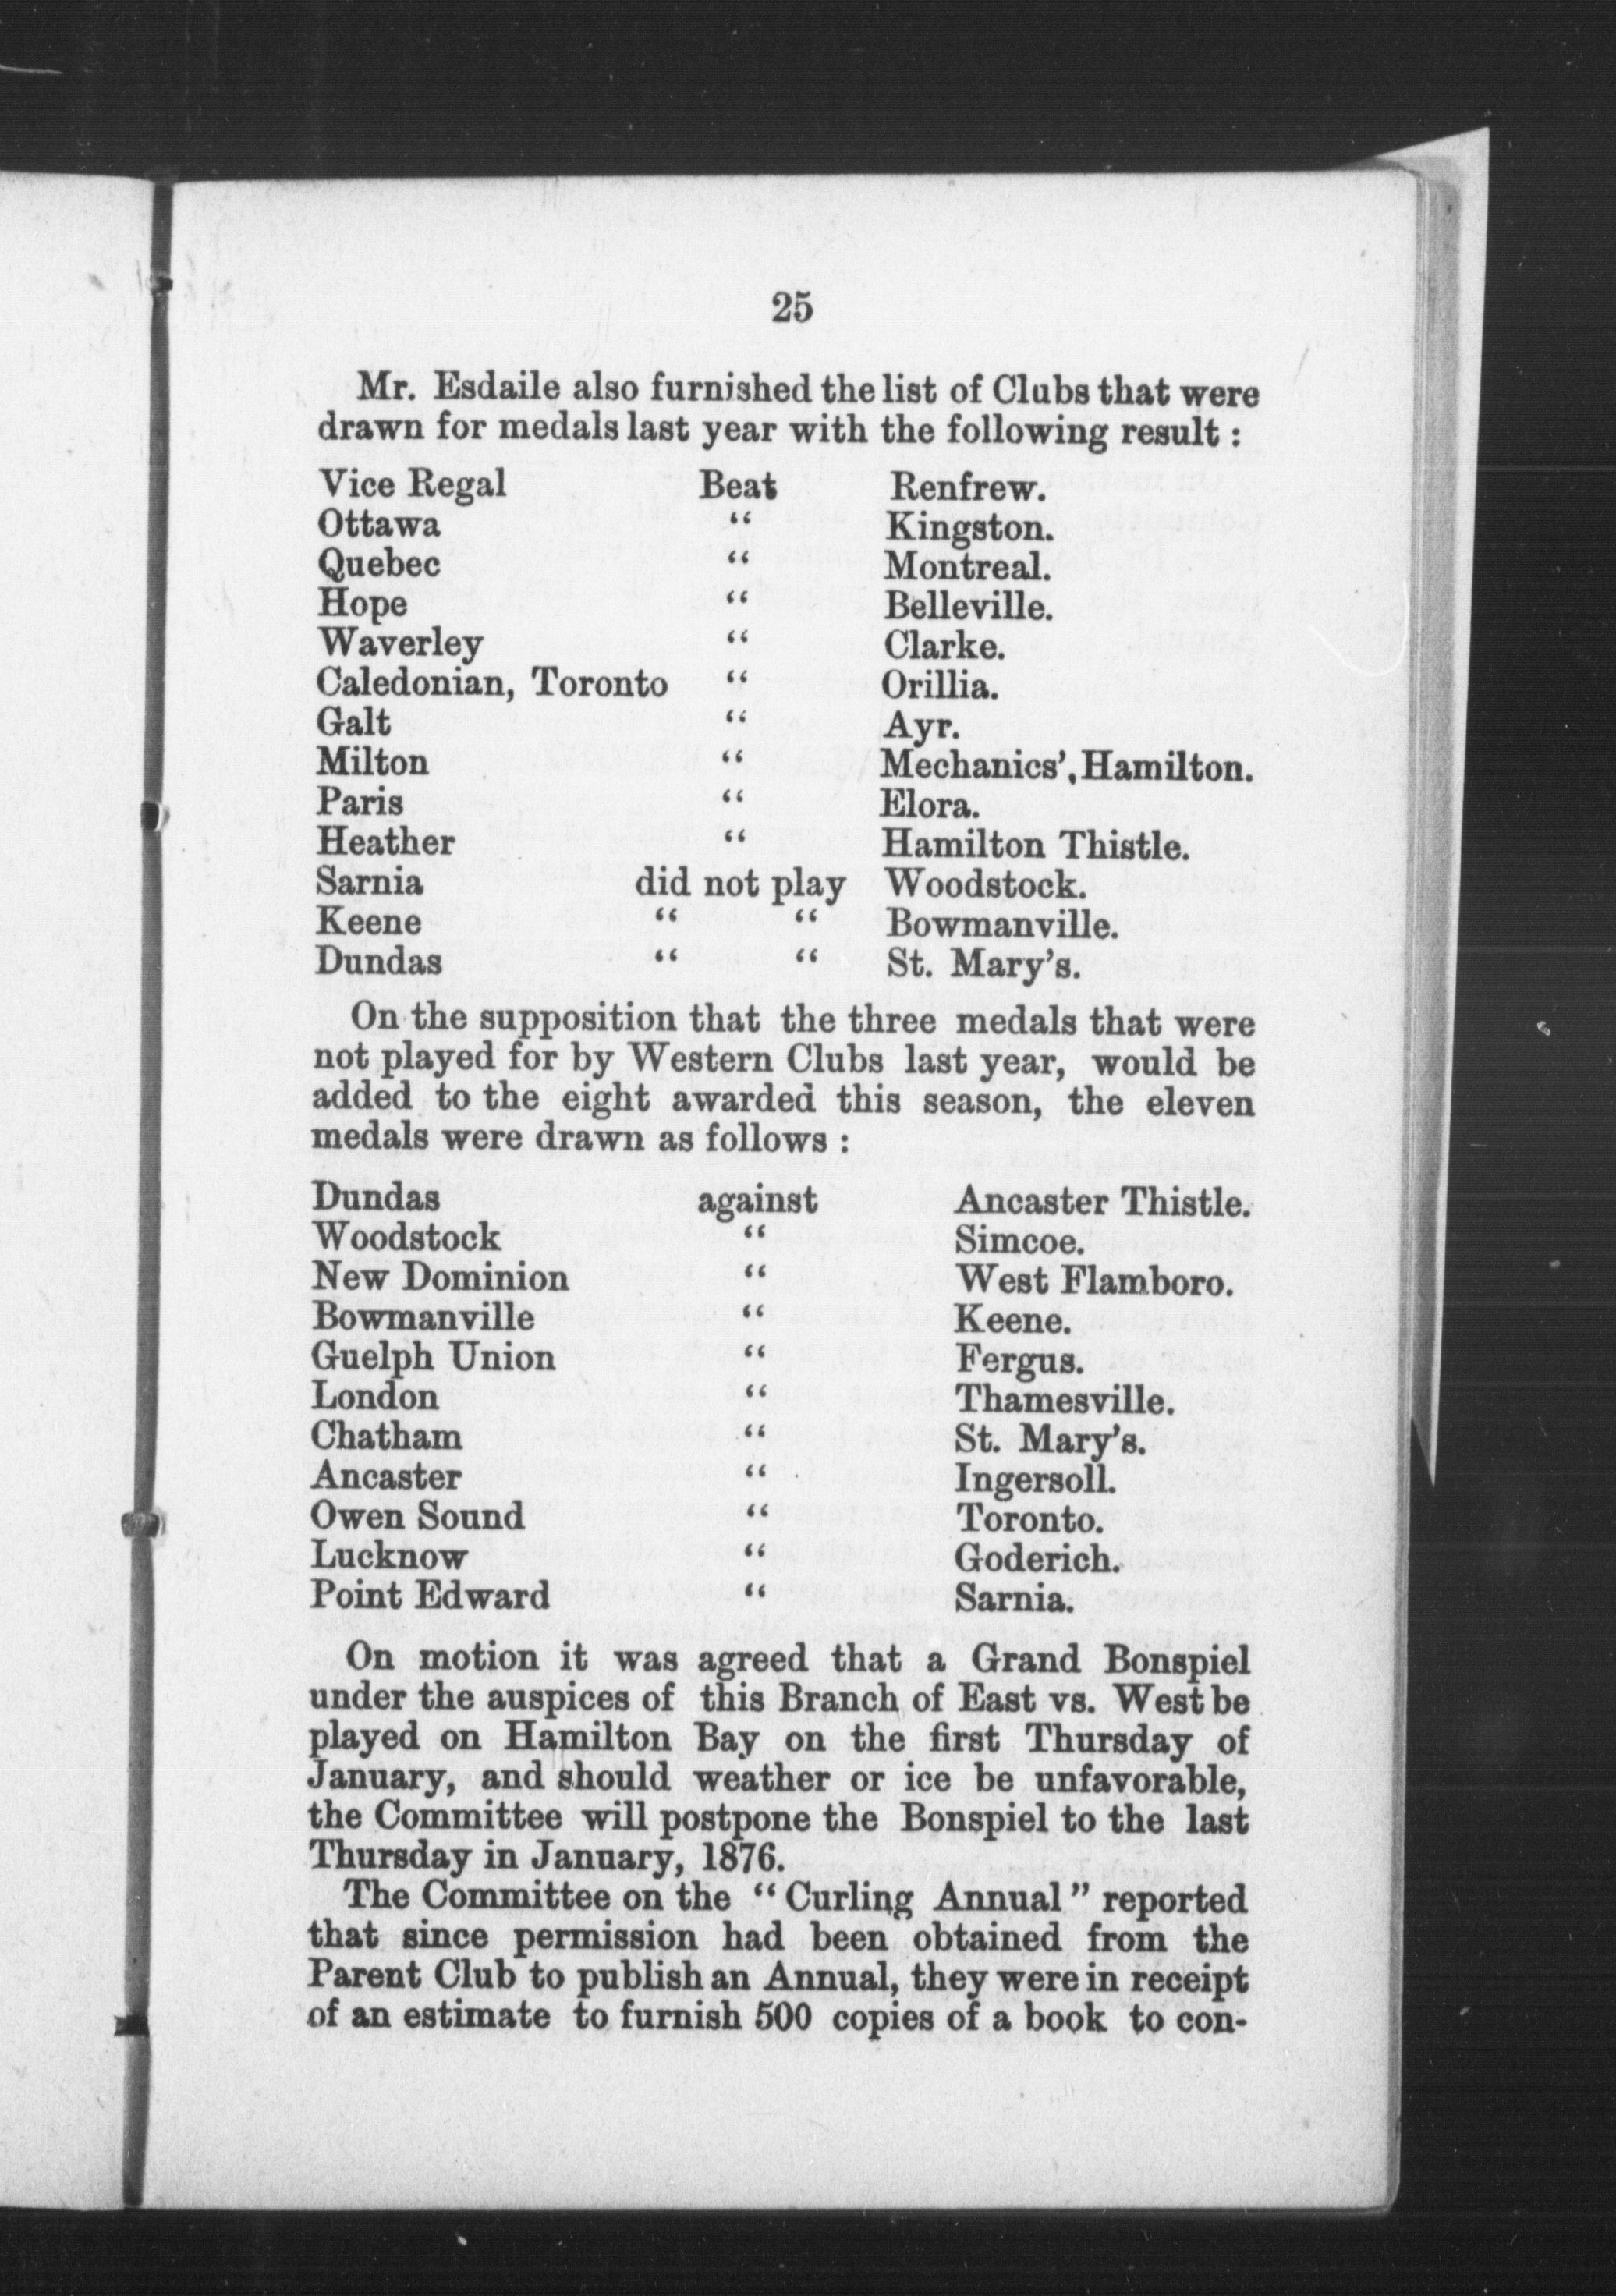 25
Mr. Esdaile also furnished the list of Clubs that were
drawn for medals last year with the following result :
Vice Regal Beat Renfrew.
Ottawa “ Kingston.
Quebec “ Montreal.
Hope “ Belleville.
Waverley “ Clarke.
Caledonian, Toronto “ Orillia.
Galt “ Ayr.
Milton “ Mechanics’, Hamilton.
Paris “ Elora.
Heather “ Hamilton Thistle.
Sarnia did not play Woodstock.
Keene “ “ Bowmanville.
Dundas “ “ St. Mary’s.
On the supposition that the three medals that were
not played for by Western Clubs last year, would be
added to the eight awarded this season, the eleven
medals were drawn as follows :
Dundas against Ancaster Thistle.
Woodstock “ Simcoe.
New Dominion “ West Flamboro.
Bowmanville “ Keene.
Guelph Union “ Fergus.
London “ Thamesville.
Chatham “ St. Mary’s.
Ancaster “ Ingersoll.
Owen Sound “ Toronto.
Lucknow “ Goderich.
Point Edward “ Sarnia.
On motion it was agreed that a Grand Bonspiel
under the auspices of this Branch of East vs. West be
played on Hamilton Bay on the first Thursday of
January, and should weather or ice be unfavorable,
the Committee will postpone the Bonspiel to the last
Thursday in January, 1876.
The Committee on the “ Curling Annual ” reported
that since permission had been obtained from the
Parent Club to publish an Annual, they were in receipt
of an estimate to furnish 500 copies of a book to con-